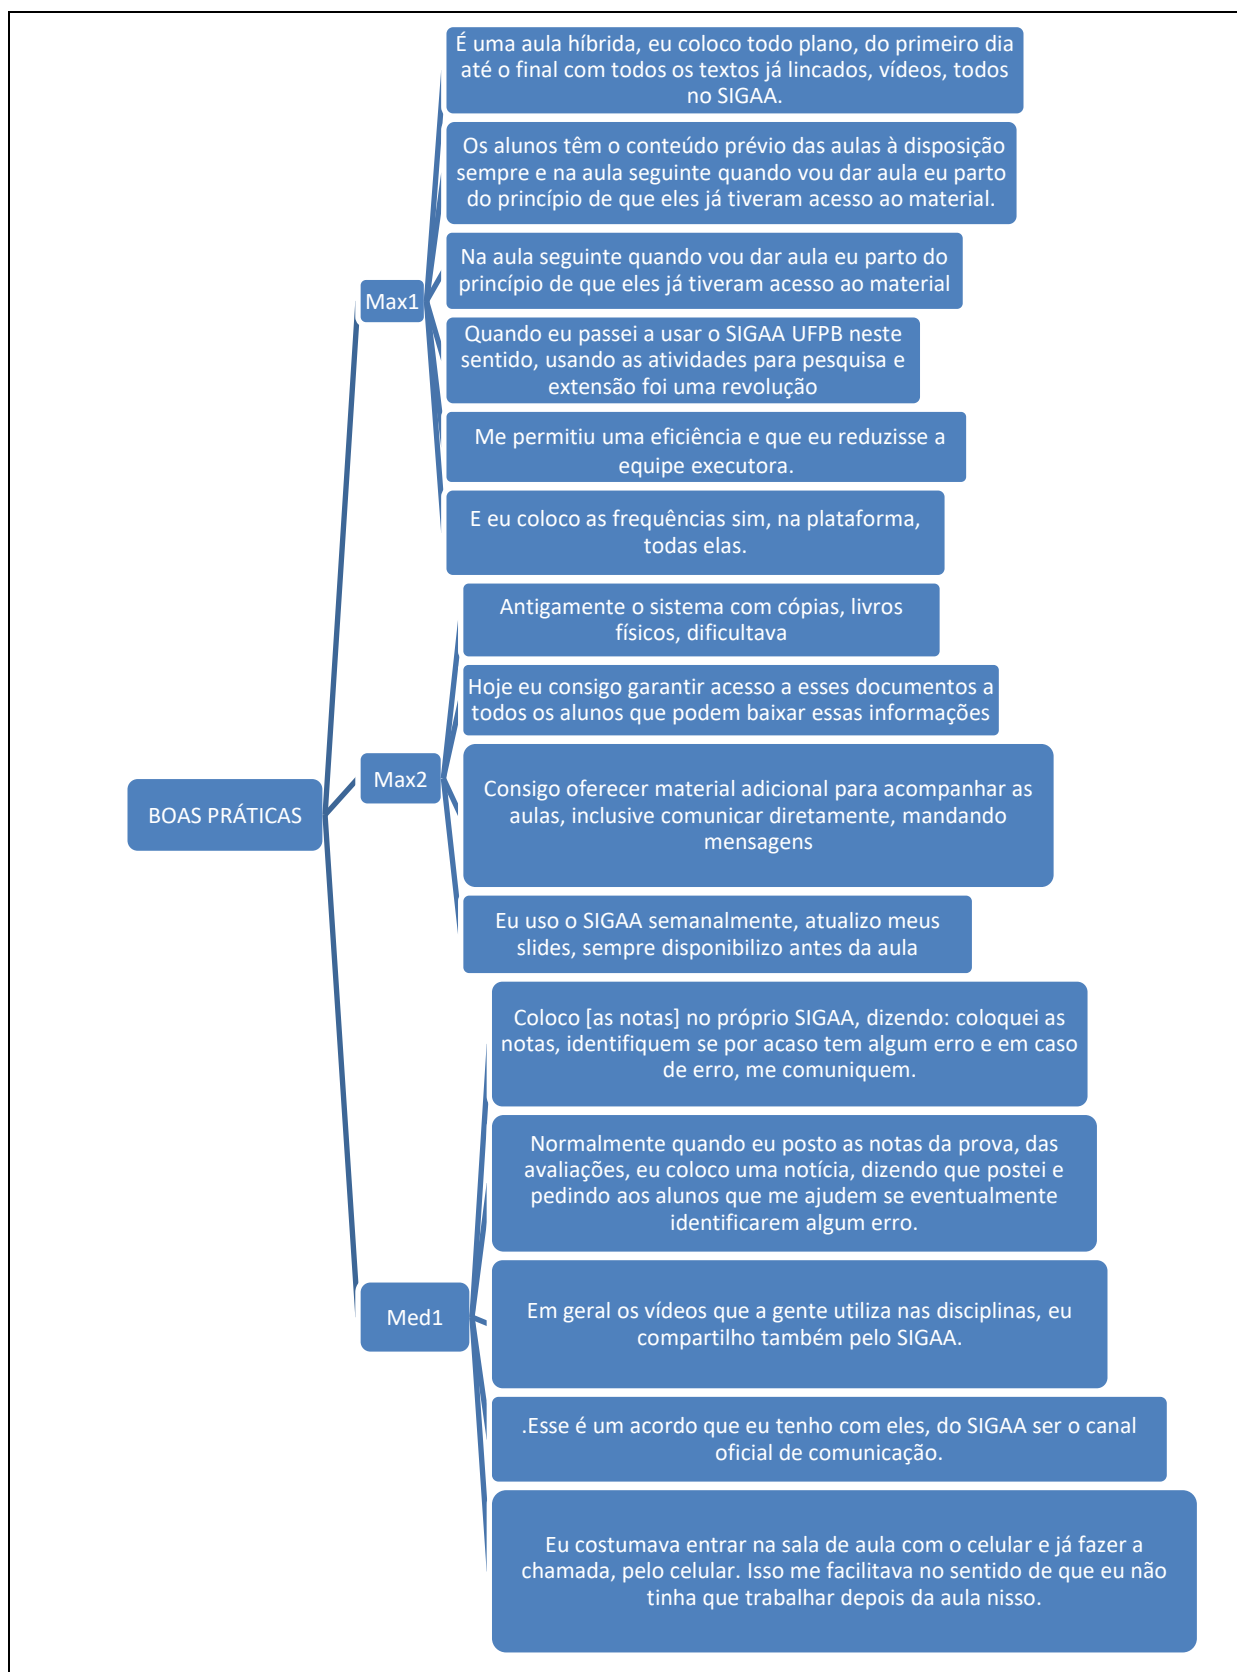 BOAS PRÁTICAS
Max1
É uma aula híbrida, eu coloco todo plano, do primeiro dia
até o final com todos os textos já lincados, vídeos, todos
no SIGAA.
Os alunos têm o conteúdo prévio das aulas à disposição
sempre e na aula seguinte quando vou dar aula eu parto
do princípio de que eles já tiveram acesso ao material.
Na aula seguinte quando vou dar aula eu parto do
princípio de que eles já tiveram acesso ao material
Quando eu passei a usar o SIGAA UFPB neste
sentido, usando as atividades para pesquisa e
extensão foi uma revolução
Me permitiu uma eficiência e que eu reduzisse a
equipe executora.
E eu coloco as frequências sim, na plataforma,
todas elas.
Max2
Antigamente o sistema com cópias, livros
físicos, dificultava
Hoje eu consigo garantir acesso a esses documentos a
todos os alunos que podem baixar essas informações
Consigo oferecer material adicional para acompanhar as
aulas, inclusive comunicar diretamente, mandando
mensagens
Eu uso o SIGAA semanalmente, atualizo meus
slides, sempre disponibilizo antes da aula
Med1
Coloco [as notas] no próprio SIGAA, dizendo: coloquei as
notas, identifiquem se por acaso tem algum erro e em caso
de erro, me comuniquem.
Normalmente quando eu posto as notas da prova, das
avaliações, eu coloco uma notícia, dizendo que postei e
pedindo aos alunos que me ajudem se eventualmente
identificarem algum erro.
Em geral os vídeos que a gente utiliza nas disciplinas, eu
compartilho também pelo SIGAA.
.Esse é um acordo que eu tenho com eles, do SIGAA ser o canal
oficial de comunicação.
Eu costumava entrar na sala de aula com o celular e já fazer a
chamada, pelo celular. Isso me facilitava no sentido de que eu não
tinha que trabalhar depois da aula nisso.